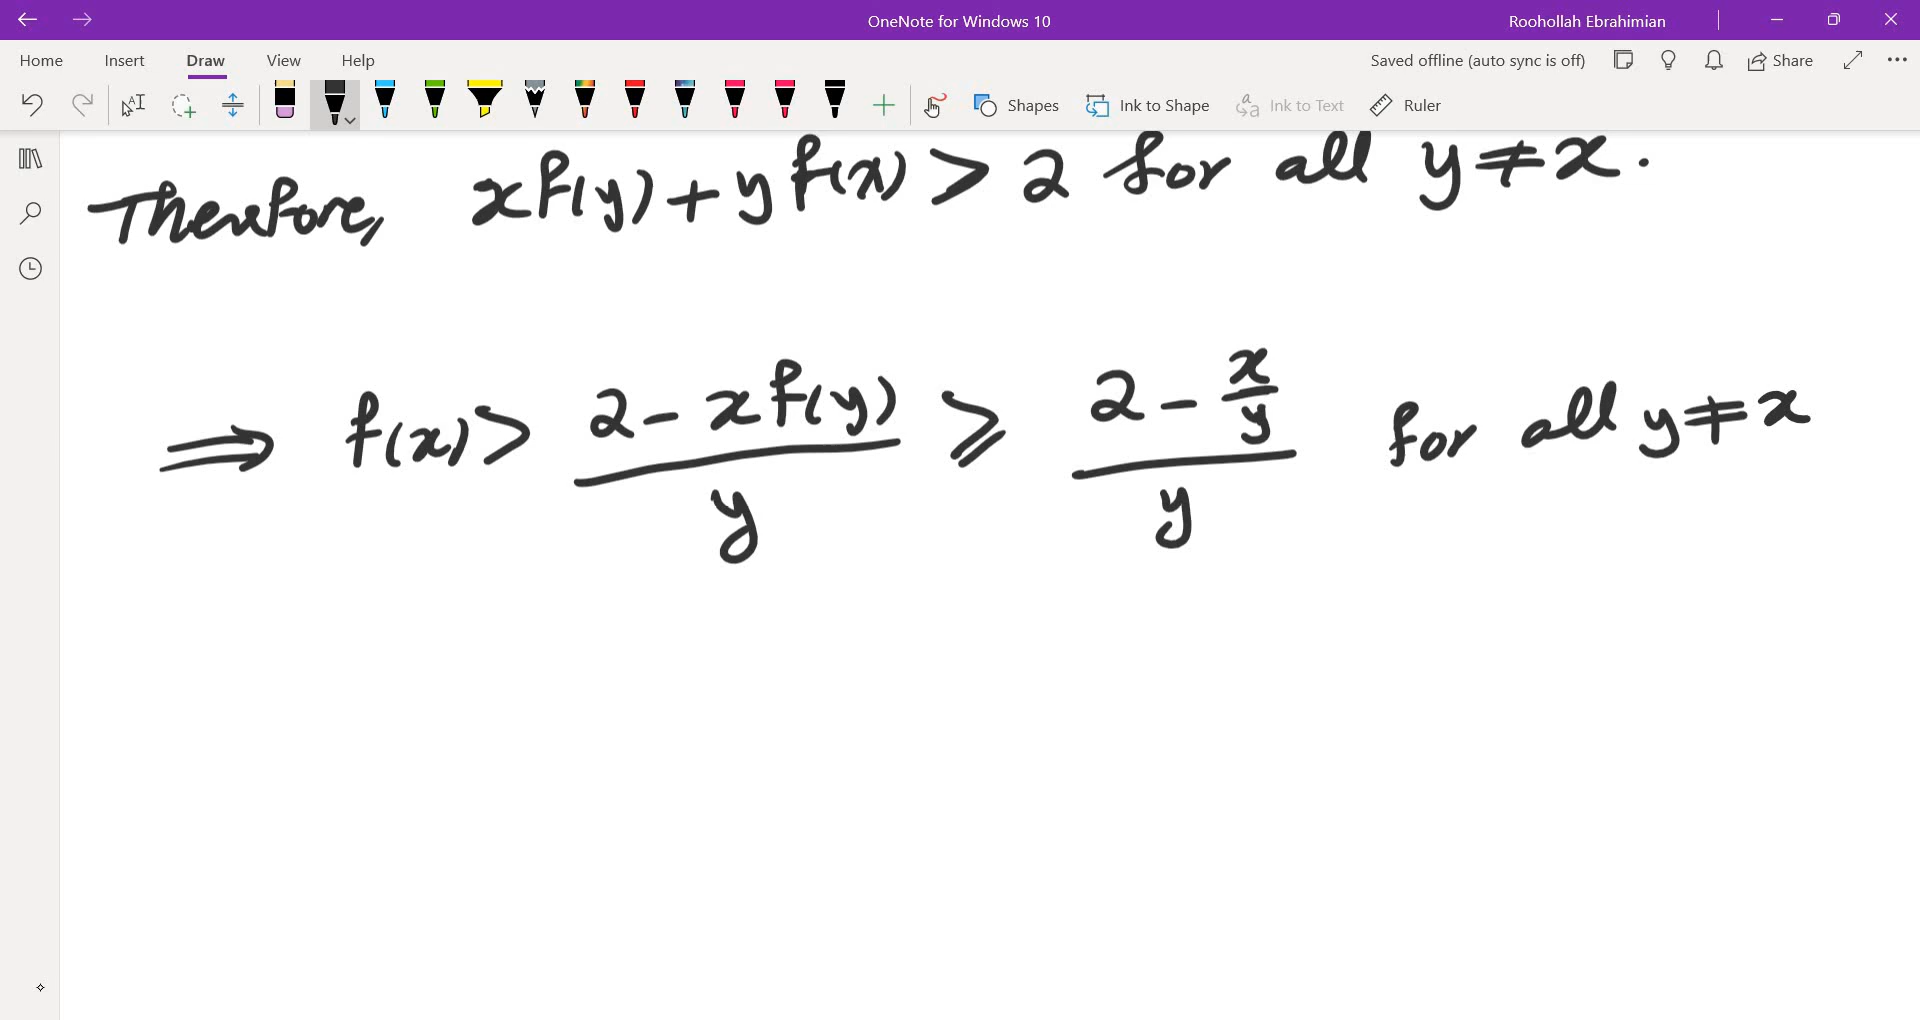 OneNote for Windows 10
Roohollah Ebrahimian
Home Insert Draw View Help
Saved offline (auto sync is off) Share
Shapes Ink to Shape Ink to Text Ruler
Therefore, xf(y)+yf(x)>2 for all y≠x.
⟹ f(x) > (2-xf(y))/y ⩾ (2-x/y)/y for all y≠x